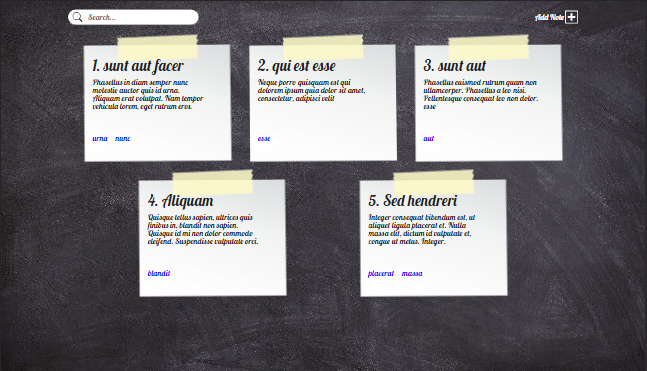 Search...
Add Note
1. sunt aut facer
Phasellus in diam semper nunc
molestie auctor quis id urna.
Aliquam erat volutpat. Nam tempor
vehicula lorem, eget rutrum eros.
urna nunc
2. qui est esse
Neque porro quisquam est qui
dolorem ipsum quia dolor sit amet,
consectetur, adipisci velit
esse
3. sunt aut
Phasellus euismod rutrum quam non
ullamcorper. Phasellus a leo nisi.
Pellentesque consequat leo non dolor.
esse
aut
4. Aliquam
Quisque tellus sapien, ultrices quis
finibus in, blandit non sapien.
Quisque id mi non dolor commodo
eleifend. Suspendisse vulputate orci.
blandit
5. Sed hendreri
Integer consequat bibendum est, ut
aliquet ligula placerat et. Nulla
massa elit, dictum id vulputate et,
congue ut metus. Integer.
placerat massa